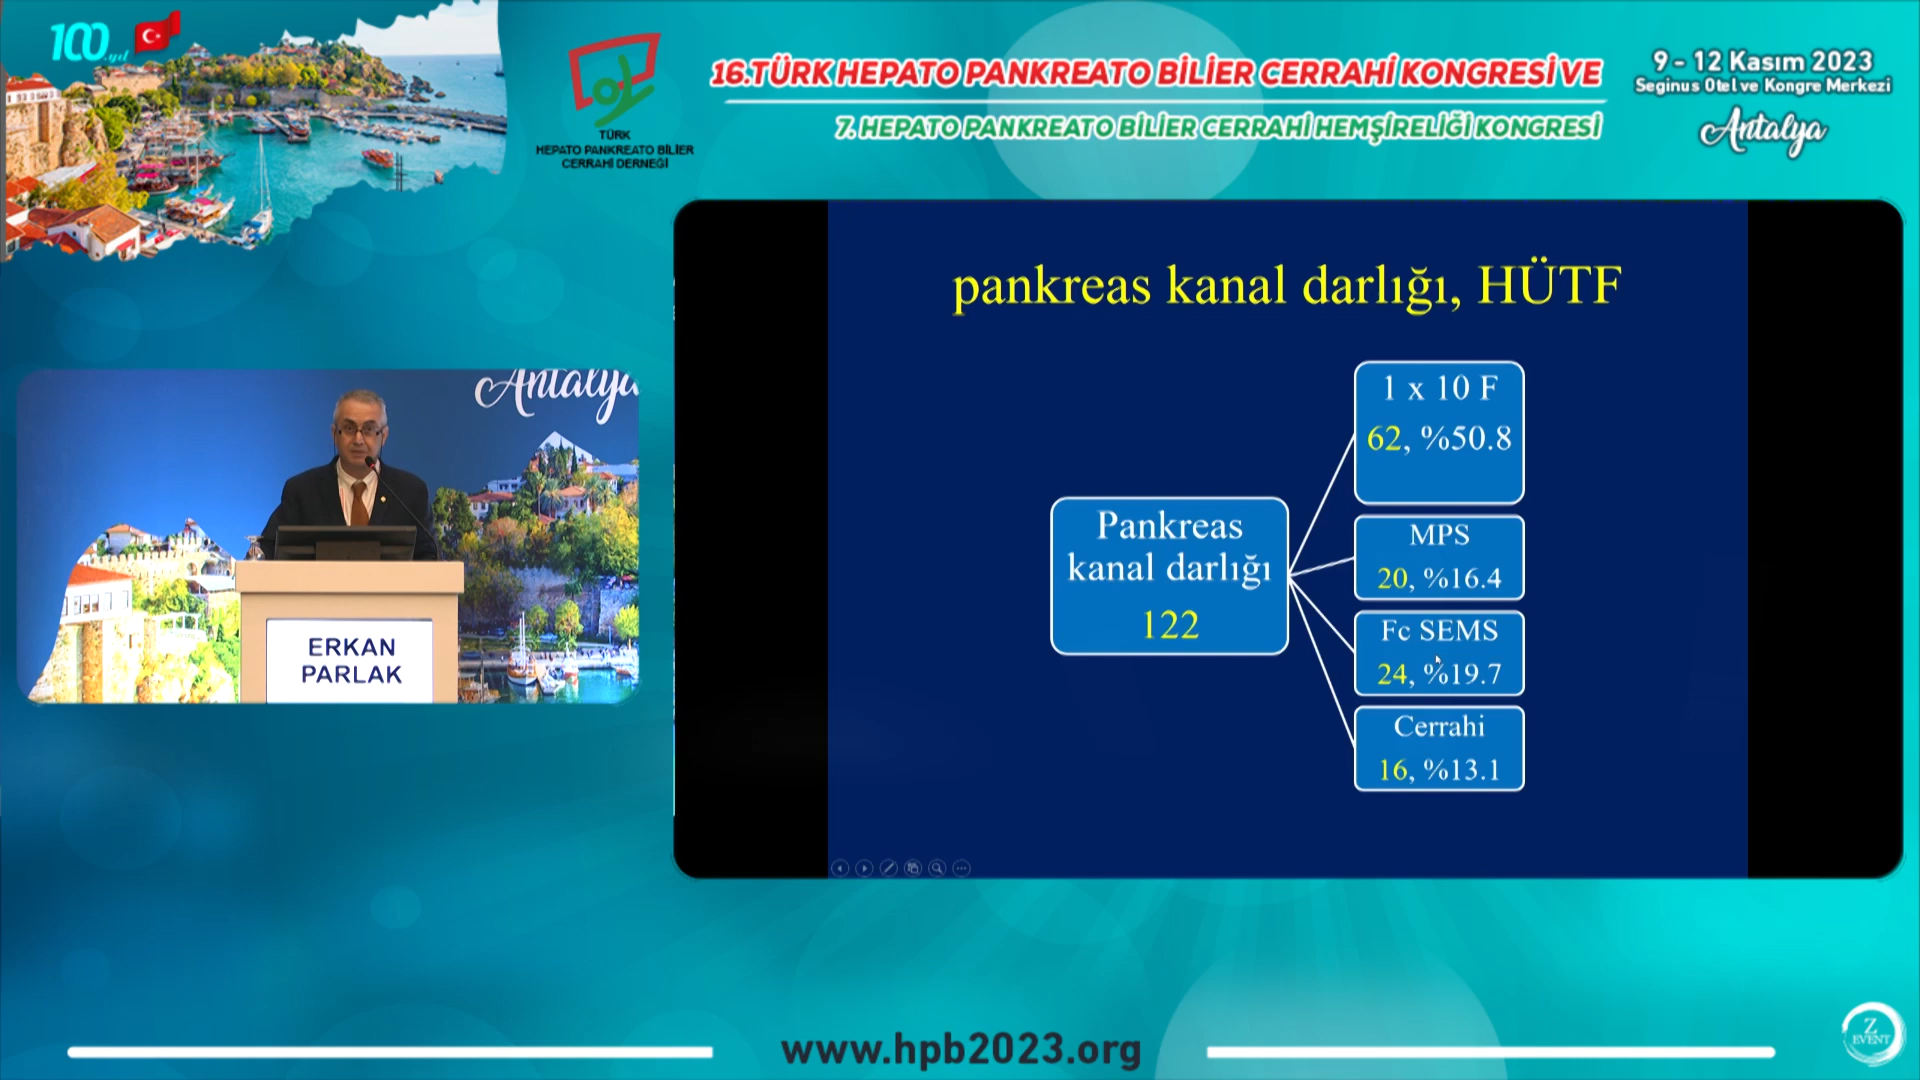 100.yıl
TÜRK
HEPATO PANKREATO BİLİER
CERRAHİ DERNEĞİ
16.TÜRK HEPATO PANKREATO BİLİER CERRAHİ KONGRESİ VE
7. HEPATO PANKREATO BİLİER CERRAHİ HEMŞİRELİĞİ KONGRESİ
9 - 12 Kasım 2023
Seginus Otel ve Kongre Merkezi
Antalya
Antalya
ERKAN
PARLAK
pankreas kanal darlığı, HÜTF
Pankreas
kanal darlığı
122
1 x 10 F
62, %50.8
MPS
20, %16.4
Fc SEMS
24, %19.7
Cerrahi
16, %13.1
www.hpb2023.org
Z
EVENT